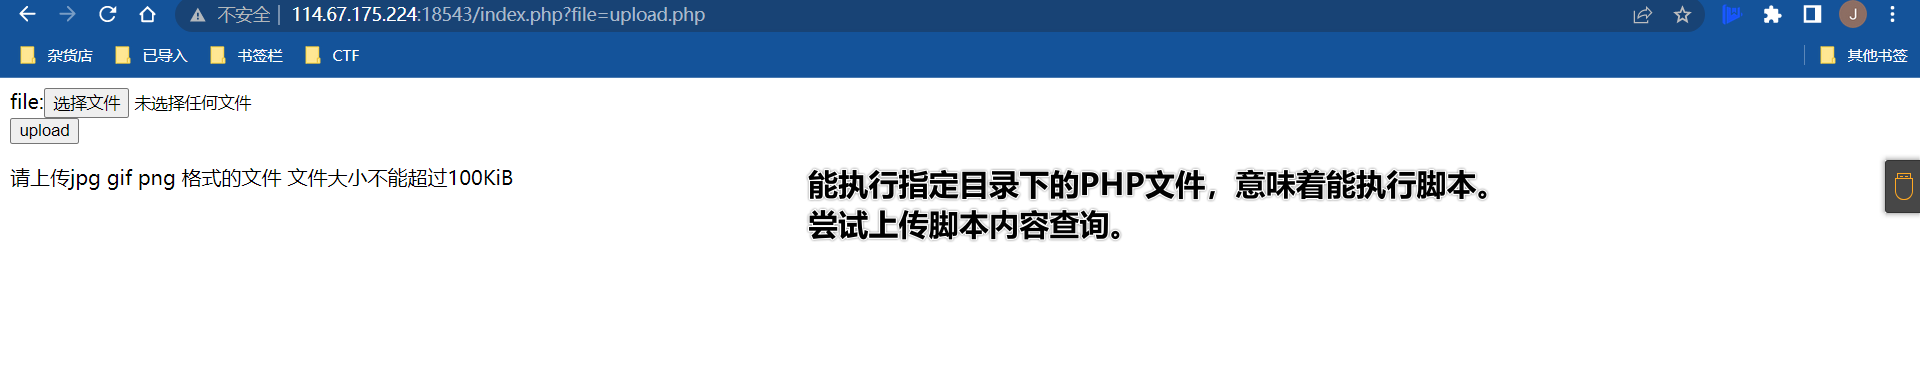 不安全 | 114.67.175.224:18543/index.php?file=upload.php
J
杂货店 已导入 书签栏 CTF 其他书签
file:选择文件 未选择任何文件
upload
请上传jpg gif png 格式的文件 文件大小不能超过100KiB
能执行指定目录下的PHP文件，意味着能执行脚本。
尝试上传脚本内容查询。